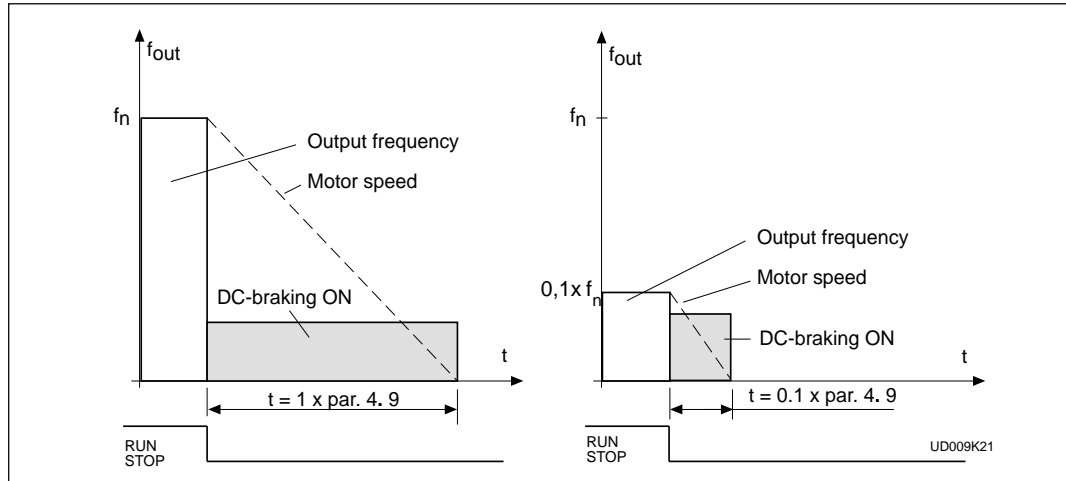 fout
fn
Output frequency
Motor speed
DC-braking ON
t
t = 1 x par. 4. 9
RUN
STOP
fout
fn
Output frequency
Motor speed
0,1x fn
DC-braking ON
t
t = 0.1 x par. 4. 9
RUN
STOP
UD009K21